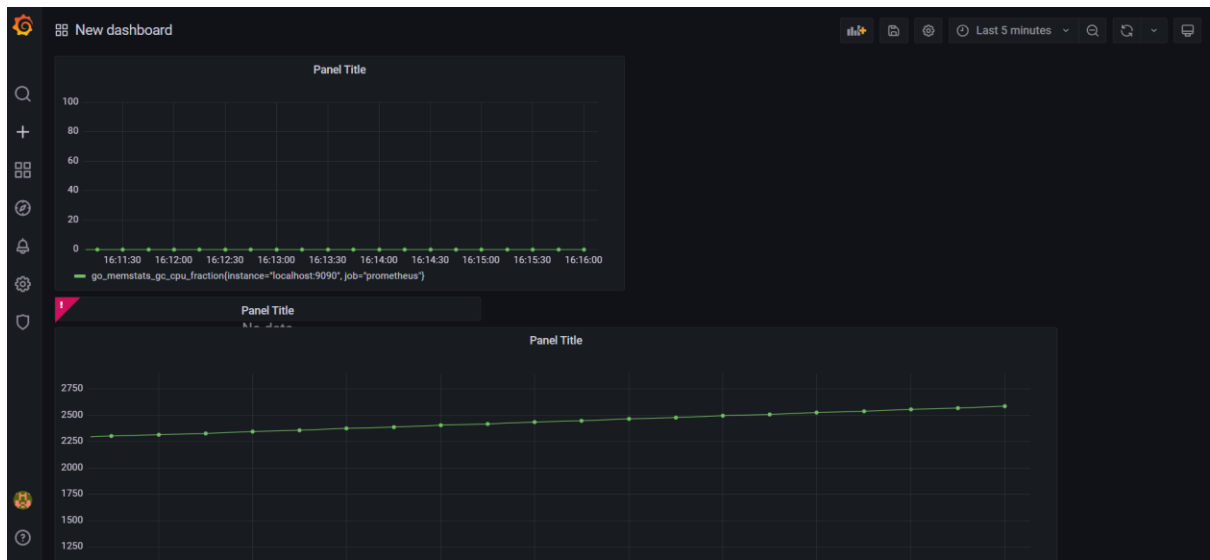 New dashboard
Last 5 minutes
Panel Title
100
80
60
40
20
0
16:11:30 16:12:00 16:12:30 16:13:00 16:13:30 16:14:00 16:14:30 16:15:00 16:15:30 16:16:00
go_memstats_gc_cpu_fraction{instance="localhost:9090", job="prometheus"}
!
Panel Title
No data
Panel Title
2750
2500
2250
2000
1750
1500
1250